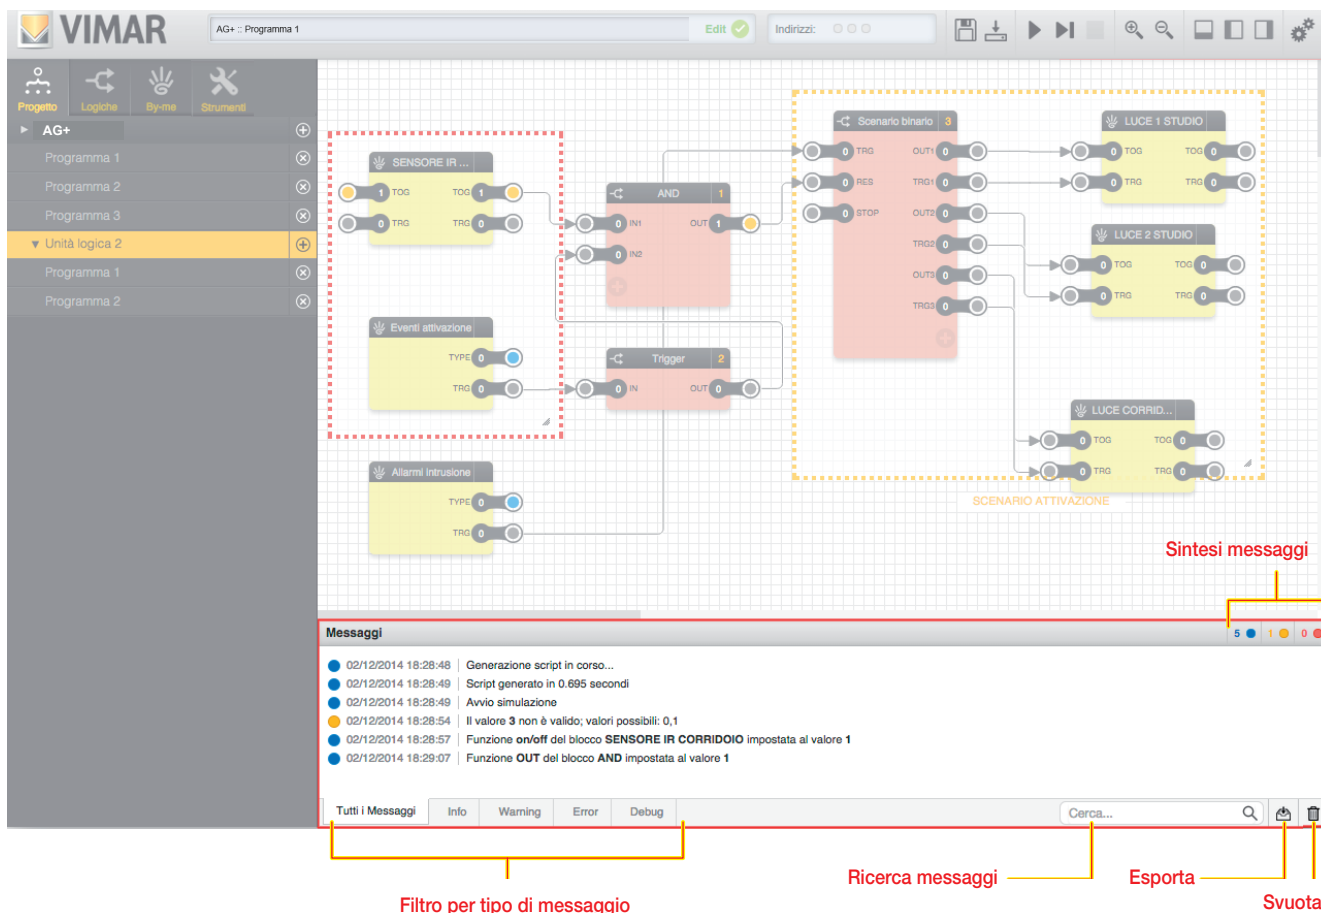 VIMAR
AG+ :: Programma 1
Edit
Indirizzi:
Progetto
Logiche
By-me
Strumenti
AG+
Programma 1
Programma 2
Programma 3
Unità logica 2
Programma 1
Programma 2
SENSORE IR ...
1 TOG TOG 1
0 TRG TRG 0
Eventi attivazione
TYPE 0
TRG 0
Allarmi intrusione
TYPE 0
TRG 0
AND 1
0 IN1 OUT 1
0 IN2
Trigger 2
0 IN OUT 0
Scenario binario 3
0 TRG OUT1 0
0 RES TRG1 0
0 STOP OUT2 0
TRG2 0
OUT3 0
TRG3 0
LUCE 1 STUDIO
0 TOG TOG 0
0 TRG TRG 0
LUCE 2 STUDIO
0 TOG TOG 0
0 TRG TRG 0
LUCE CORRID...
0 TOG TOG 0
0 TRG TRG 0
SCENARIO ATTIVAZIONE
Sintesi messaggi
Messaggi
5 1 0
02/12/2014 18:28:48 Generazione script in corso...
02/12/2014 18:28:49 Script generato in 0.695 secondi
02/12/2014 18:28:49 Avvio simulazione
02/12/2014 18:28:54 Il valore 3 non è valido; valori possibili: 0,1
02/12/2014 18:28:57 Funzione on/off del blocco SENSORE IR CORRIDOIO impostata al valore 1
02/12/2014 18:29:07 Funzione OUT del blocco AND impostata al valore 1
Tutti i Messaggi
Info
Warning
Error
Debug
Cerca...
Ricerca messaggi
Esporta
Svuota
Filtro per tipo di messaggio